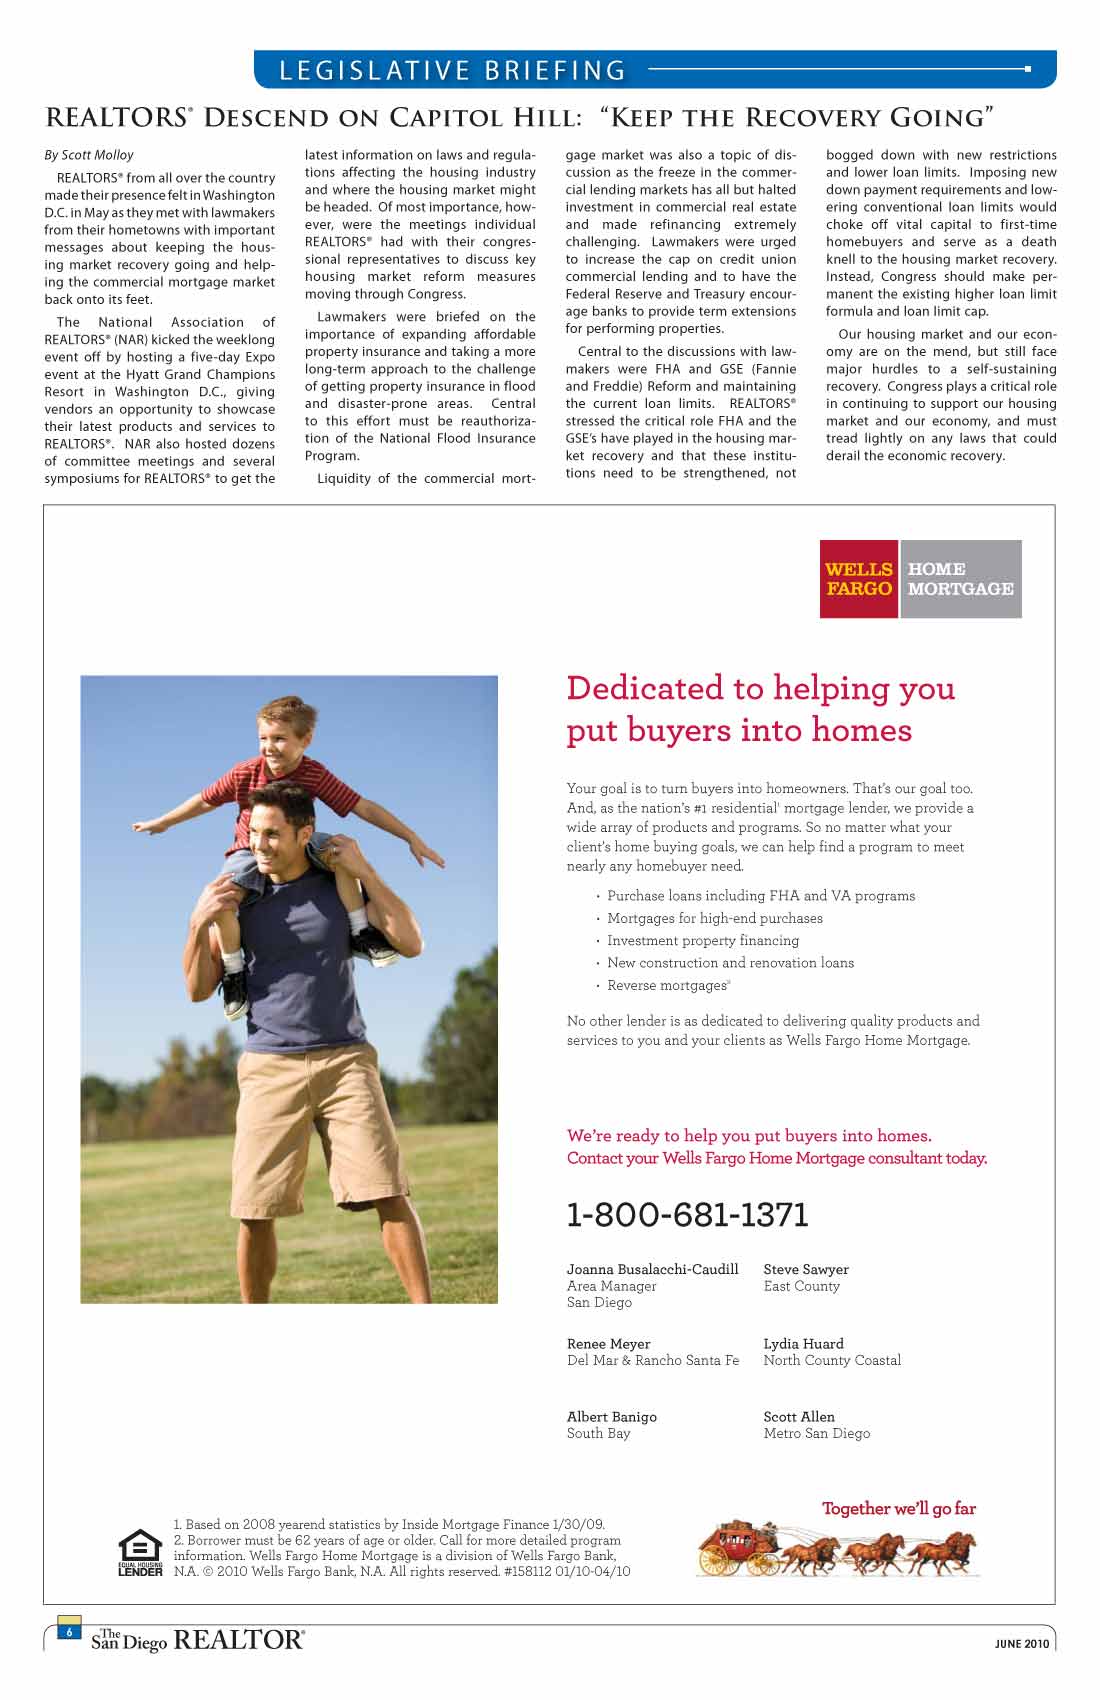 LEGISLATIVE BRIEFING
REALTORS® Descend on Capitol Hill: “Keep the Recovery Going”
By Scott Molloy
REALTORS® from all over the country
made their presence felt in Washington
D.C. in May as they met with lawmakers
from their hometowns with important
messages about keeping the hous-
ing market recovery going and help-
ing the commercial mortgage market
back onto its feet.
The National Association of
REALTORS® (NAR) kicked the weeklong
event off by hosting a five-day Expo
event at the Hyatt Grand Champions
Resort in Washington D.C., giving
vendors an opportunity to showcase
their latest products and services to
REALTORS®. NAR also hosted dozens
of committee meetings and several
symposiums for REALTORS® to get the
latest information on laws and regula-
tions affecting the housing industry
and where the housing market might
be headed. Of most importance, how-
ever, were the meetings individual
REALTORS® had with their congres-
sional representatives to discuss key
housing market reform measures
moving through Congress.
Lawmakers were briefed on the
importance of expanding affordable
property insurance and taking a more
long-term approach to the challenge
of getting property insurance in flood
and disaster-prone areas. Central
to this effort must be reauthoriza-
tion of the National Flood Insurance
Program.
Liquidity of the commercial mort-
gage market was also a topic of dis-
cussion as the freeze in the commer-
cial lending markets has all but halted
investment in commercial real estate
and made refinancing extremely
challenging. Lawmakers were urged
to increase the cap on credit union
commercial lending and to have the
Federal Reserve and Treasury encour-
age banks to provide term extensions
for performing properties.
Central to the discussions with law-
makers were FHA and GSE (Fannie
and Freddie) Reform and maintaining
the current loan limits. REALTORS®
stressed the critical role FHA and the
GSE’s have played in the housing mar-
ket recovery and that these institu-
tions need to be strengthened, not
bogged down with new restrictions
and lower loan limits. Imposing new
down payment requirements and low-
ering conventional loan limits would
choke off vital capital to first-time
homebuyers and serve as a death
knell to the housing market recovery.
Instead, Congress should make per-
manent the existing higher loan limit
formula and loan limit cap.
Our housing market and our econ-
omy are on the mend, but still face
major hurdles to a self-sustaining
recovery. Congress plays a critical role
in continuing to support our housing
market and our economy, and must
tread lightly on any laws that could
derail the economic recovery.
WELLS FARGO
HOME MORTGAGE
Dedicated to helping you
put buyers into homes
Your goal is to turn buyers into homeowners. That’s our goal too.
And, as the nation’s #1 residential¹ mortgage lender, we provide a
wide array of products and programs. So no matter what your
client’s home buying goals, we can help find a program to meet
nearly any homebuyer need.
· Purchase loans including FHA and VA programs
· Mortgages for high-end purchases
· Investment property financing
· New construction and renovation loans
· Reverse mortgages²
No other lender is as dedicated to delivering quality products and
services to you and your clients as Wells Fargo Home Mortgage.
We’re ready to help you put buyers into homes.
Contact your Wells Fargo Home Mortgage consultant today.
1-800-681-1371
Joanna Busalacchi-Caudill
Area Manager
San Diego
Steve Sawyer
East County
Renee Meyer
Del Mar & Rancho Santa Fe
Lydia Huard
North County Coastal
Albert Banigo
South Bay
Scott Allen
Metro San Diego
Together we’ll go far
EQUAL HOUSING
LENDER
1. Based on 2008 yearend statistics by Inside Mortgage Finance 1/30/09.
2. Borrower must be 62 years of age or older. Call for more detailed program
information. Wells Fargo Home Mortgage is a division of Wells Fargo Bank,
N.A. © 2010 Wells Fargo Bank, N.A. All rights reserved. #158112 01/10-04/10
6
The San Diego REALTOR®
JUNE 2010